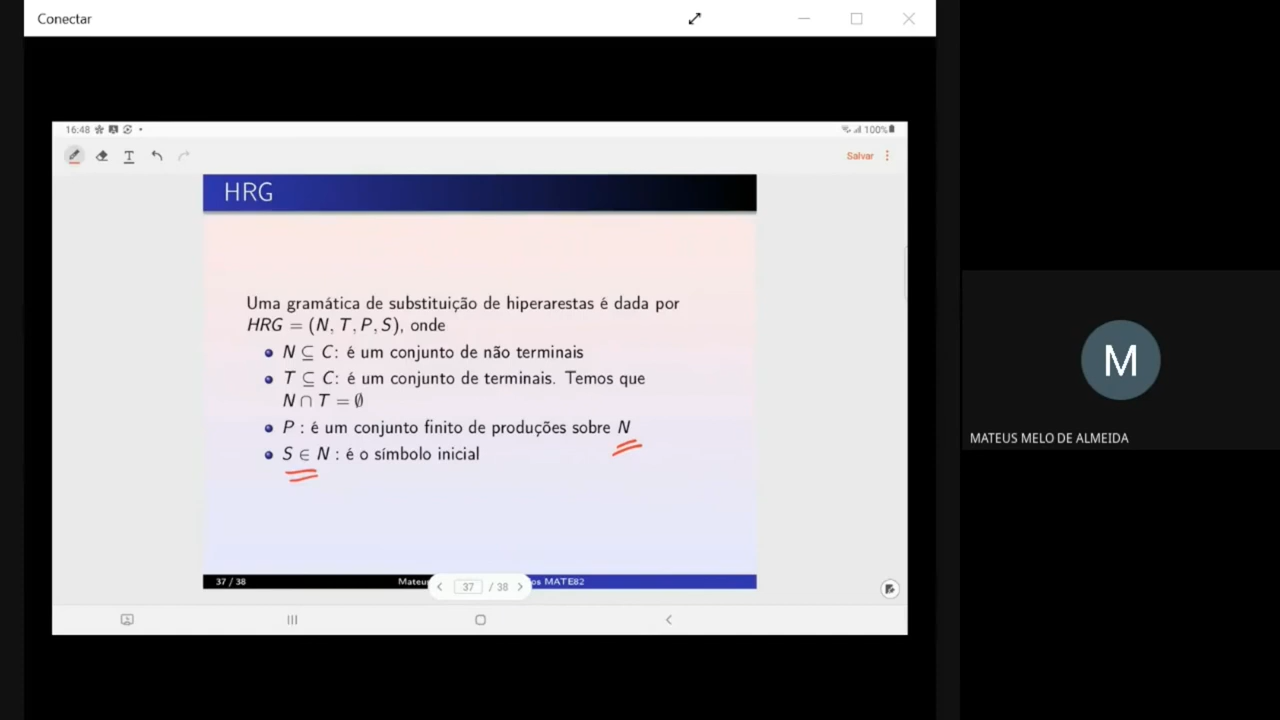 Conectar
16:48
100%
T
Salvar
HRG
Uma gramática de substituição de hiperarestas é dada por
HRG = (N, T, P, S), onde
N ⊆ C: é um conjunto de não terminais
T ⊆ C: é um conjunto de terminais. Temos que
N ∩ T = ∅
P : é um conjunto finito de produções sobre N
S ∈ N : é o símbolo inicial
37 / 38
os MATE82
37 / 38
M
MATEUS MELO DE ALMEIDA